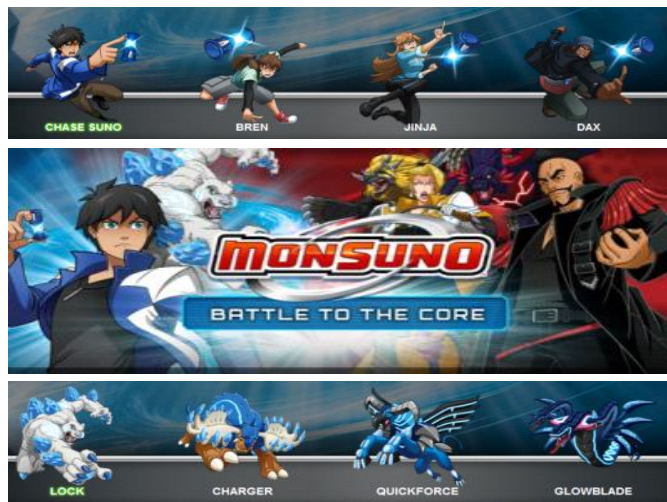 CHASE SUNO
BREN
JINJA
DAX
MONSUNO
BATTLE TO THE CORE
LOCK
CHARGER
QUICKFORCE
GLOWBLADE